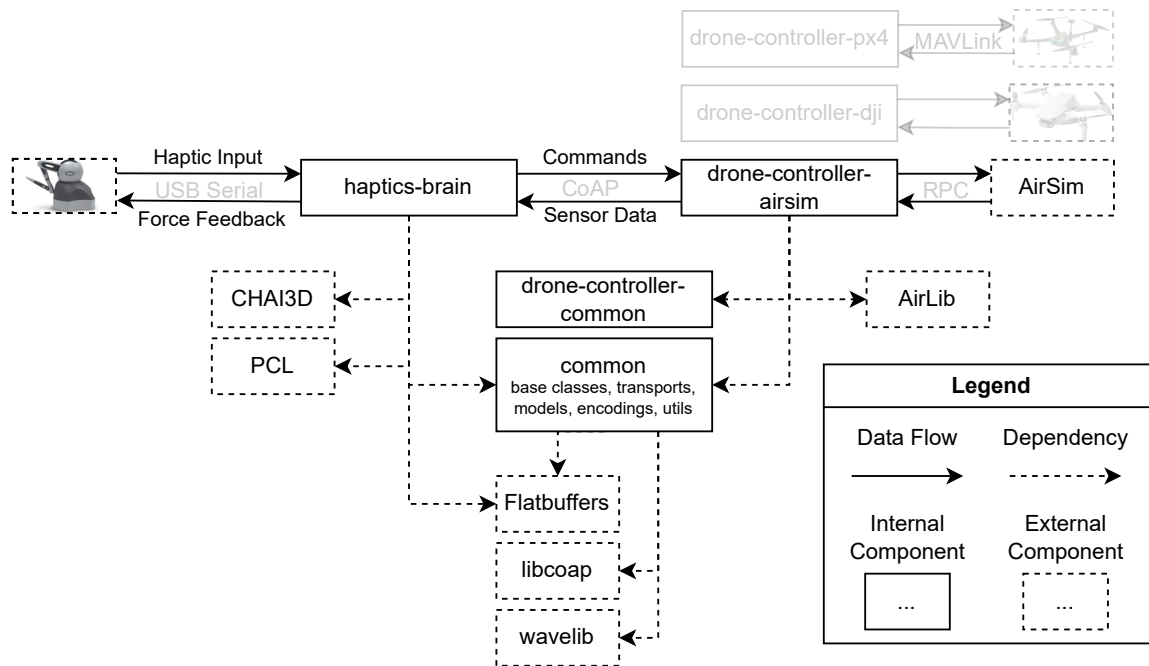 drone-controller-px4
MAVLink
drone-controller-dji
Haptic Input
USB Serial
Force Feedback
haptics-brain
Commands
CoAP
Sensor Data
drone-controller-
airsim
RPC
AirSim
CHAI3D
drone-controller-
common
AirLib
PCL
common
base classes, transports,
models, encodings, utils
Flatbuffers
libcoap
wavelib
Legend
Data Flow
Dependency
Internal
Component
...
External
Component
...